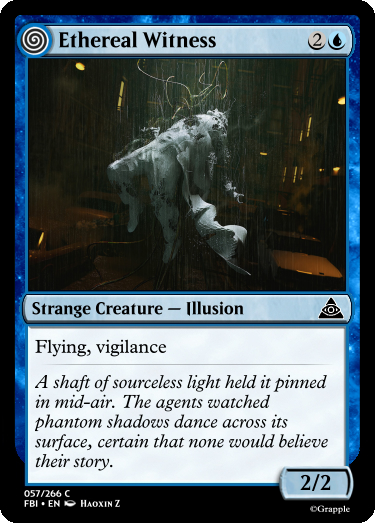 Ethereal Witness 2
Strange Creature — Illusion
Flying, vigilance
A shaft of sourceless light held it pinned
in mid-air. The agents watched
phantom shadows dance across its
surface, certain that none would believe
their story.
2/2
057/266 C
FBI • EN Haoxin Z
©Grapple